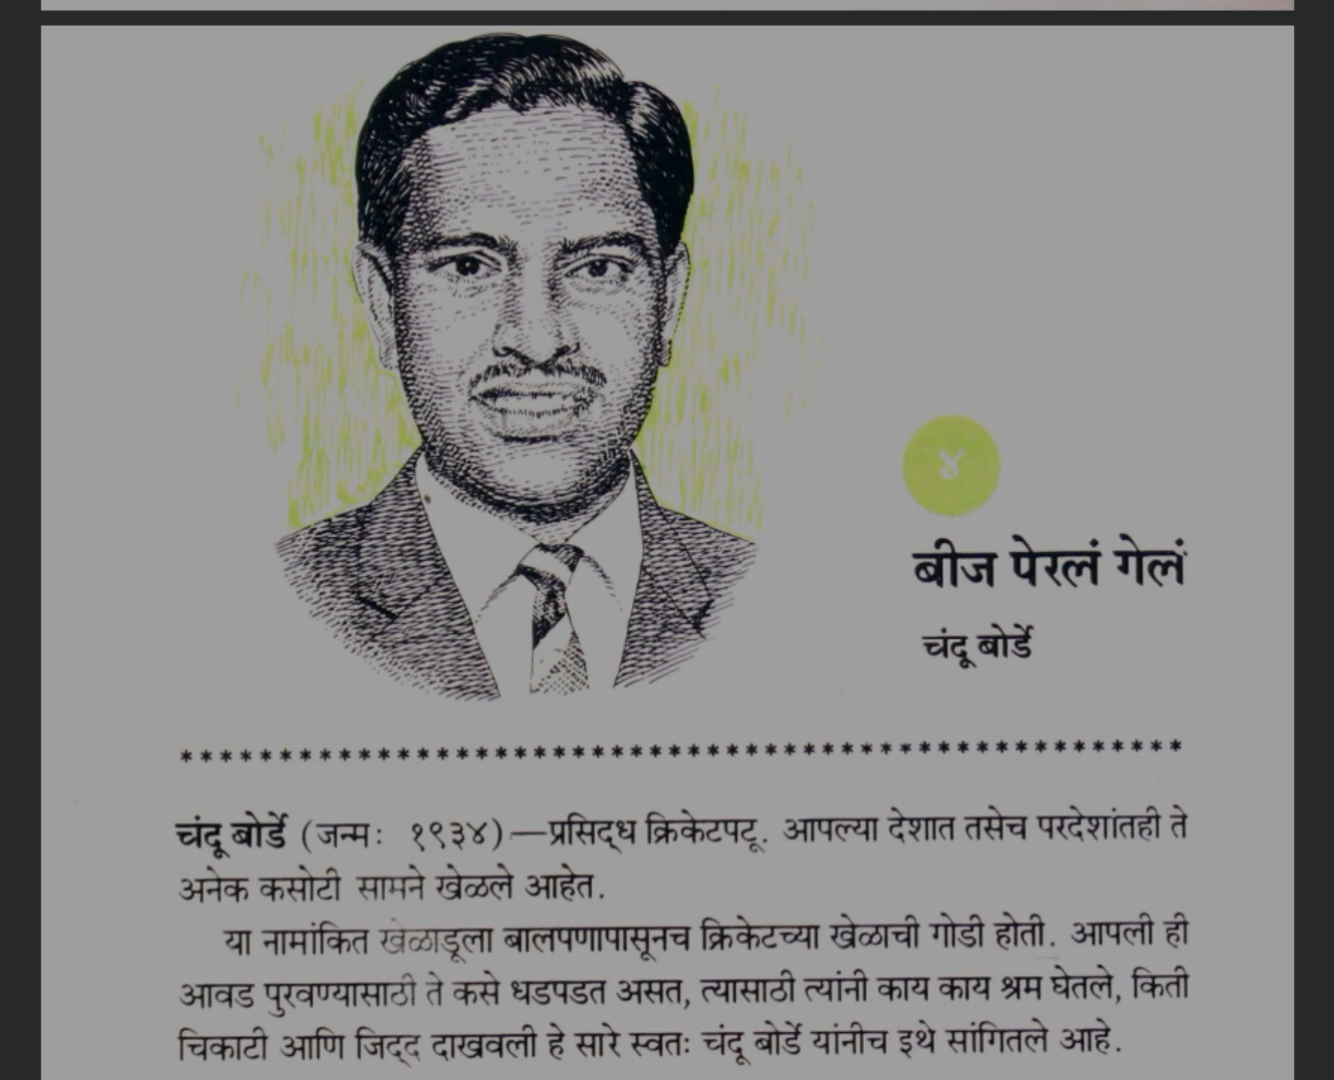 ४
बीज पेरलं गेलं
चंदू बोर्डे
**************************************************
चंदू बोर्डे (जन्म: १९३४)—प्रसिद्ध क्रिकेटपटू. आपल्या देशात तसेच परदेशांतही ते
अनेक कसोटी सामने खेळले आहेत.
या नामांकित खेळाडूला बालपणापासूनच क्रिकेटच्या खेळाची गोडी होती. आपली ही
आवड पुरवण्यासाठी ते कसे धडपडत असत, त्यासाठी त्यांनी काय काय श्रम घेतले, किती
चिकाटी आणि जिद्द दाखवली हे सारे स्वतः चंदू बोर्डे यांनीच इथे सांगितले आहे.